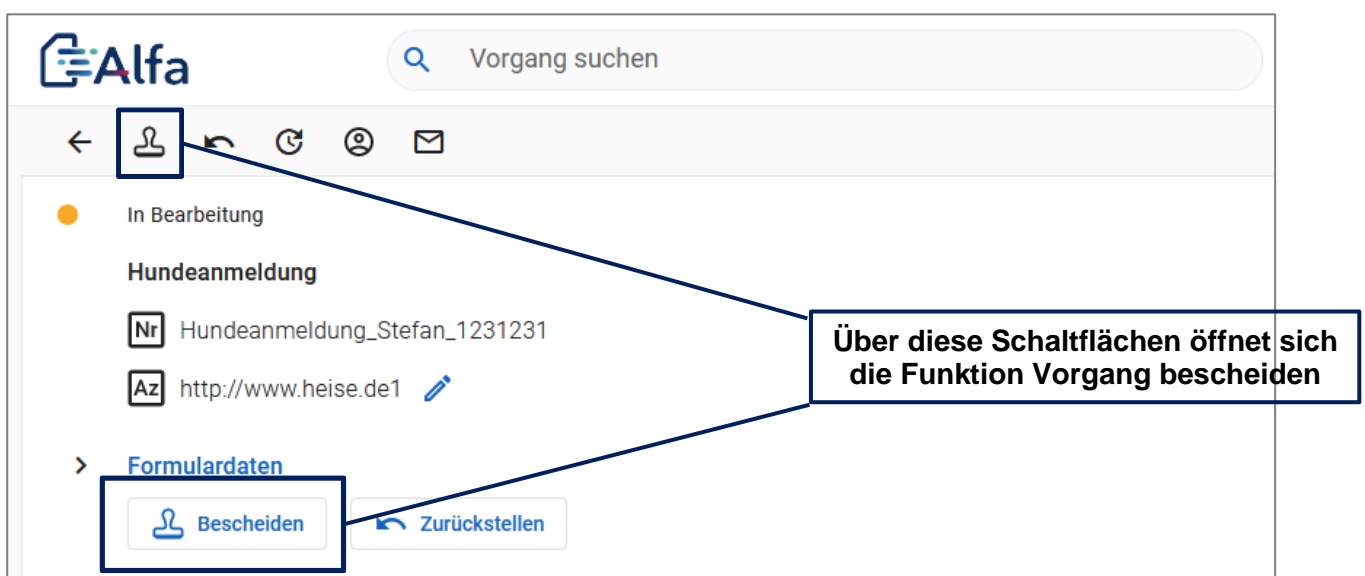 Alfa
Vorgang suchen
In Bearbeitung
Hundeanmeldung
Nr Hundeanmeldung_Stefan_1231231
Az http://www.heise.de1
Über diese Schaltflächen öffnet sich
die Funktion Vorgang bescheiden
Formulardaten
Bescheiden Zurückstellen